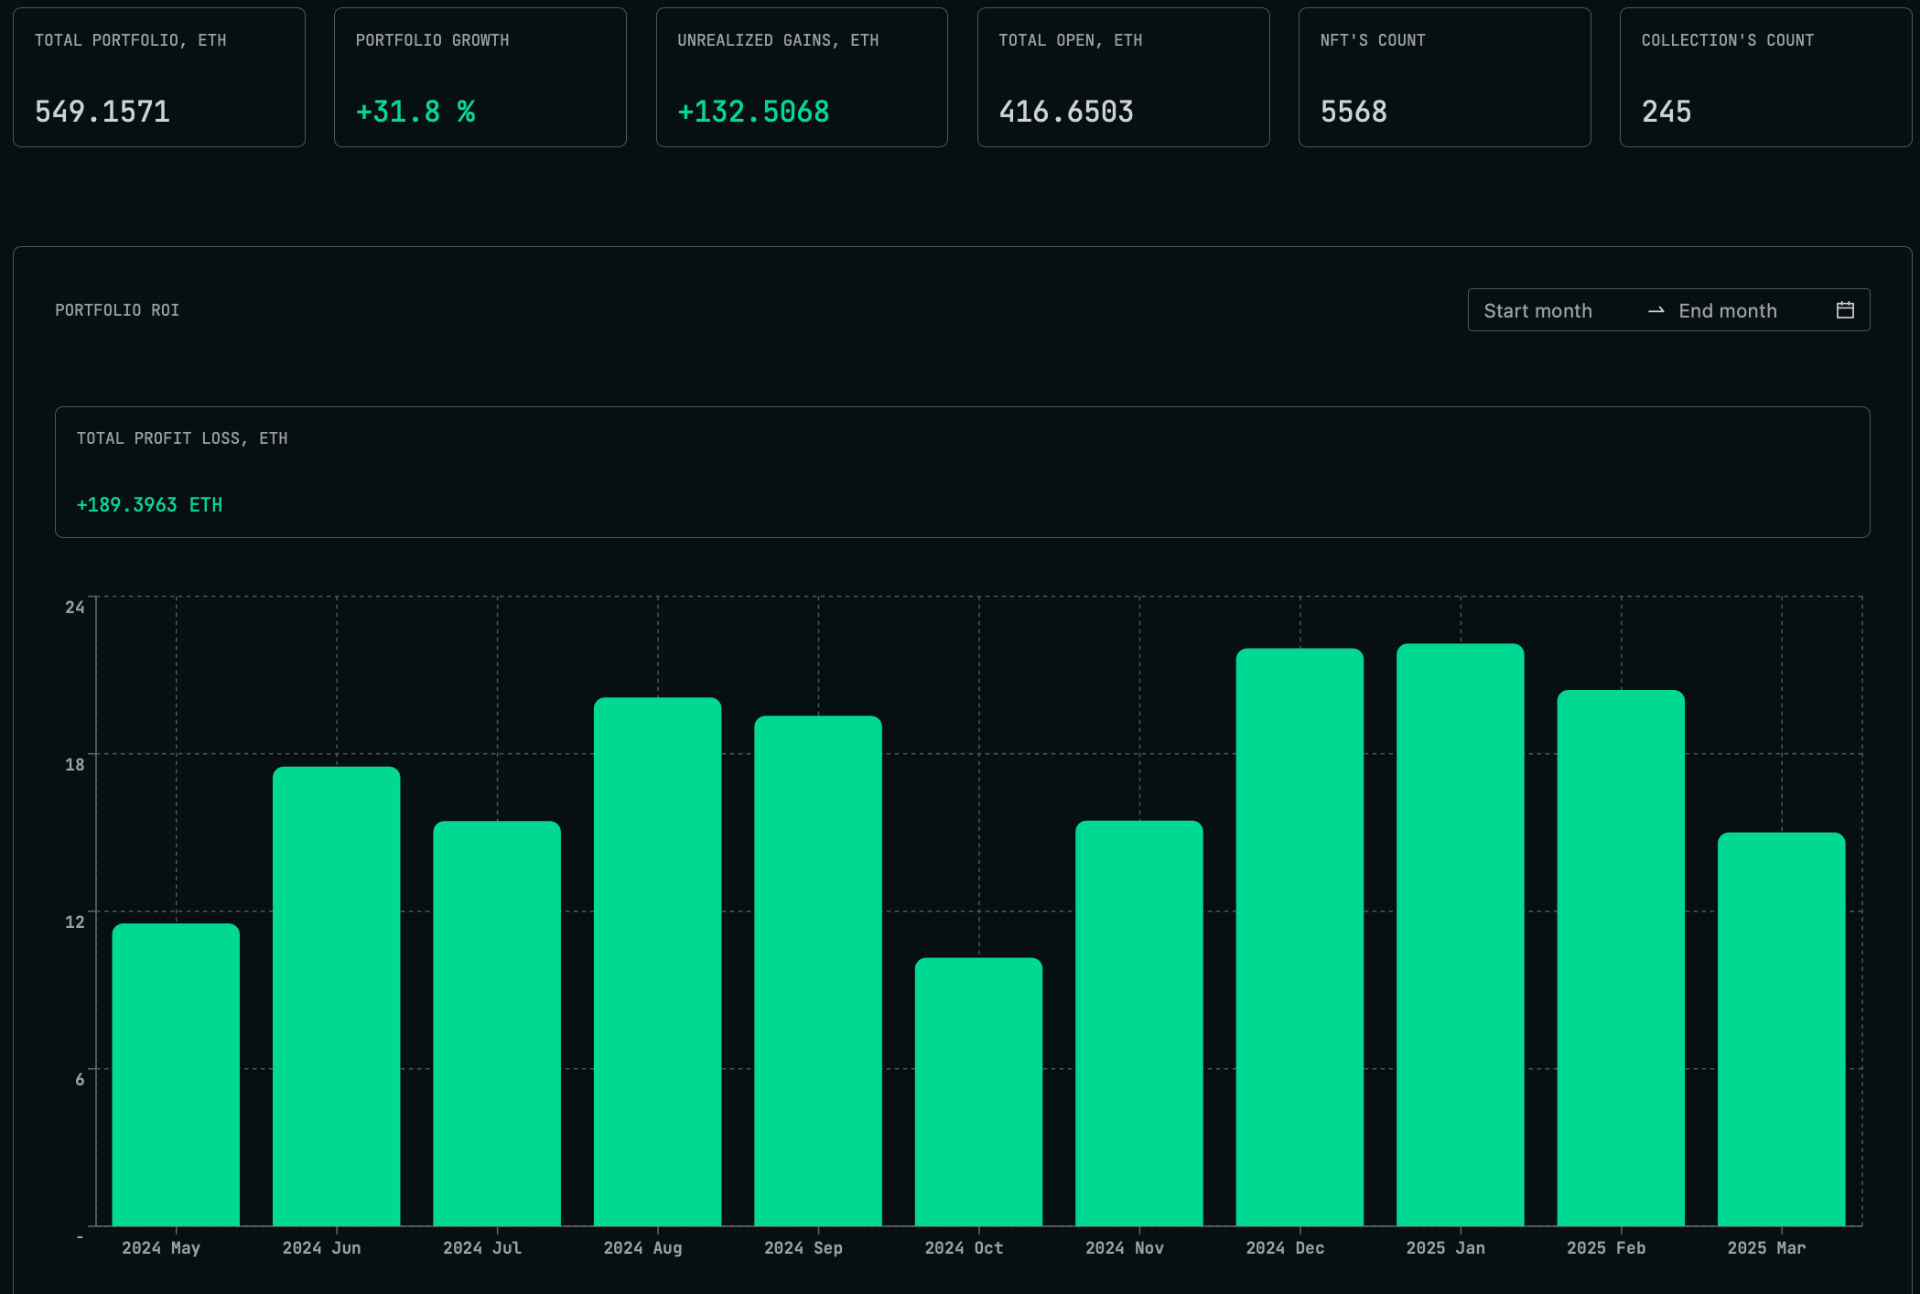 TOTAL PORTFOLIO, ETH
549.1571
PORTFOLIO GROWTH
+31.8 %
UNREALIZED GAINS, ETH
+132.5068
TOTAL OPEN, ETH
416.6503
NFT'S COUNT
5568
COLLECTION'S COUNT
245
PORTFOLIO ROI
Start month → End month
TOTAL PROFIT LOSS, ETH
+189.3963 ETH
24
18
12
6
-
2024 May
2024 Jun
2024 Jul
2024 Aug
2024 Sep
2024 Oct
2024 Nov
2024 Dec
2025 Jan
2025 Feb
2025 Mar